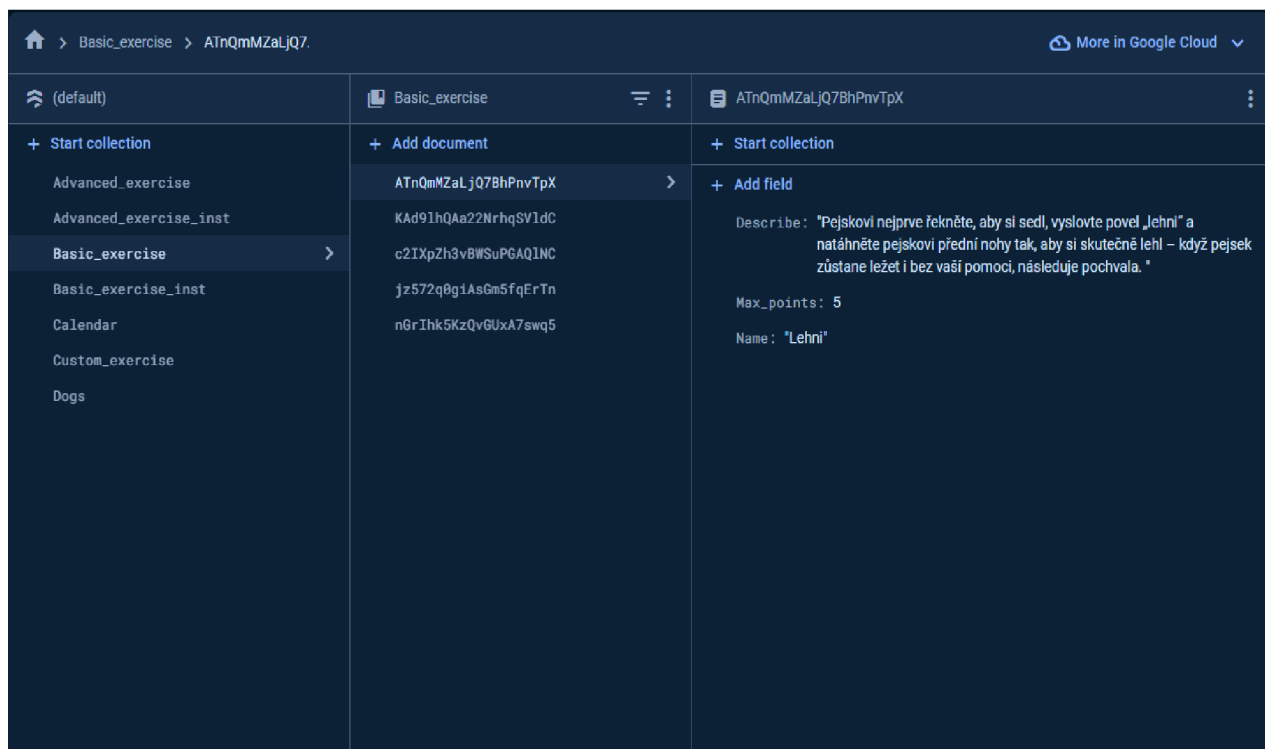 Basic_exercise > ATnQmMZaLjQ7.
More in Google Cloud
(default)
Basic_exercise
ATnQmMZaLjQ7BhPnvTpX
+ Start collection
+ Add document
+ Start collection
Advanced_exercise
Advanced_exercise_inst
Basic_exercise
Basic_exercise_inst
Calendar
Custom_exercise
Dogs
ATnQmMZaLjQ7BhPnvTpX
KAd9lhQAa22NrhqSVldC
c2IXpZh3vBWSuPGAQlNC
jz572q0giAsGm5fqErTn
nGrIhk5KzQvGUxA7swq5
+ Add field
Describe: "Pejskovi nejprve řekněte, aby si sedl, vyslovte povel „lehni“ a
natáhněte pejskovi přední nohy tak, aby si skutečně lehl – když pejsek
zůstane ležet i bez vaší pomoci, následuje pochvala. "
Max_points: 5
Name: "Lehni"